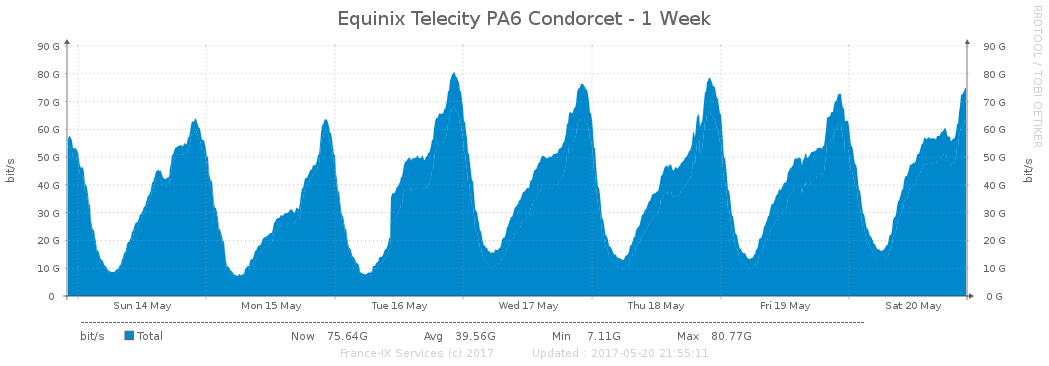 Equinix Telecity PA6 Condorcet - 1 Week
RRDTOOL / TOBI OETIKER
90 G 90 G
80 G 80 G
70 G 70 G
60 G 60 G
50 G 50 G
40 G 40 G
30 G 30 G
20 G 20 G
10 G 10 G
0 0 G
bit/s
bit/s
Sun 14 May Mon 15 May Tue 16 May Wed 17 May Thu 18 May Fri 19 May Sat 20 May
bit/s Total Now 75.64G Avg 39.56G Min 7.11G Max 80.77G
France-IX Services (c) 2017 Updated : 2017-05-20 21:55:11